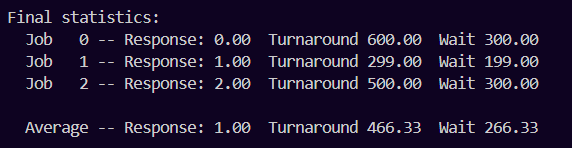 Final statistics:
  Job   0 -- Response: 0.00  Turnaround 600.00  Wait 300.00
  Job   1 -- Response: 1.00  Turnaround 299.00  Wait 199.00
  Job   2 -- Response: 2.00  Turnaround 500.00  Wait 300.00
  Average -- Response: 1.00  Turnaround 466.33  Wait 266.33